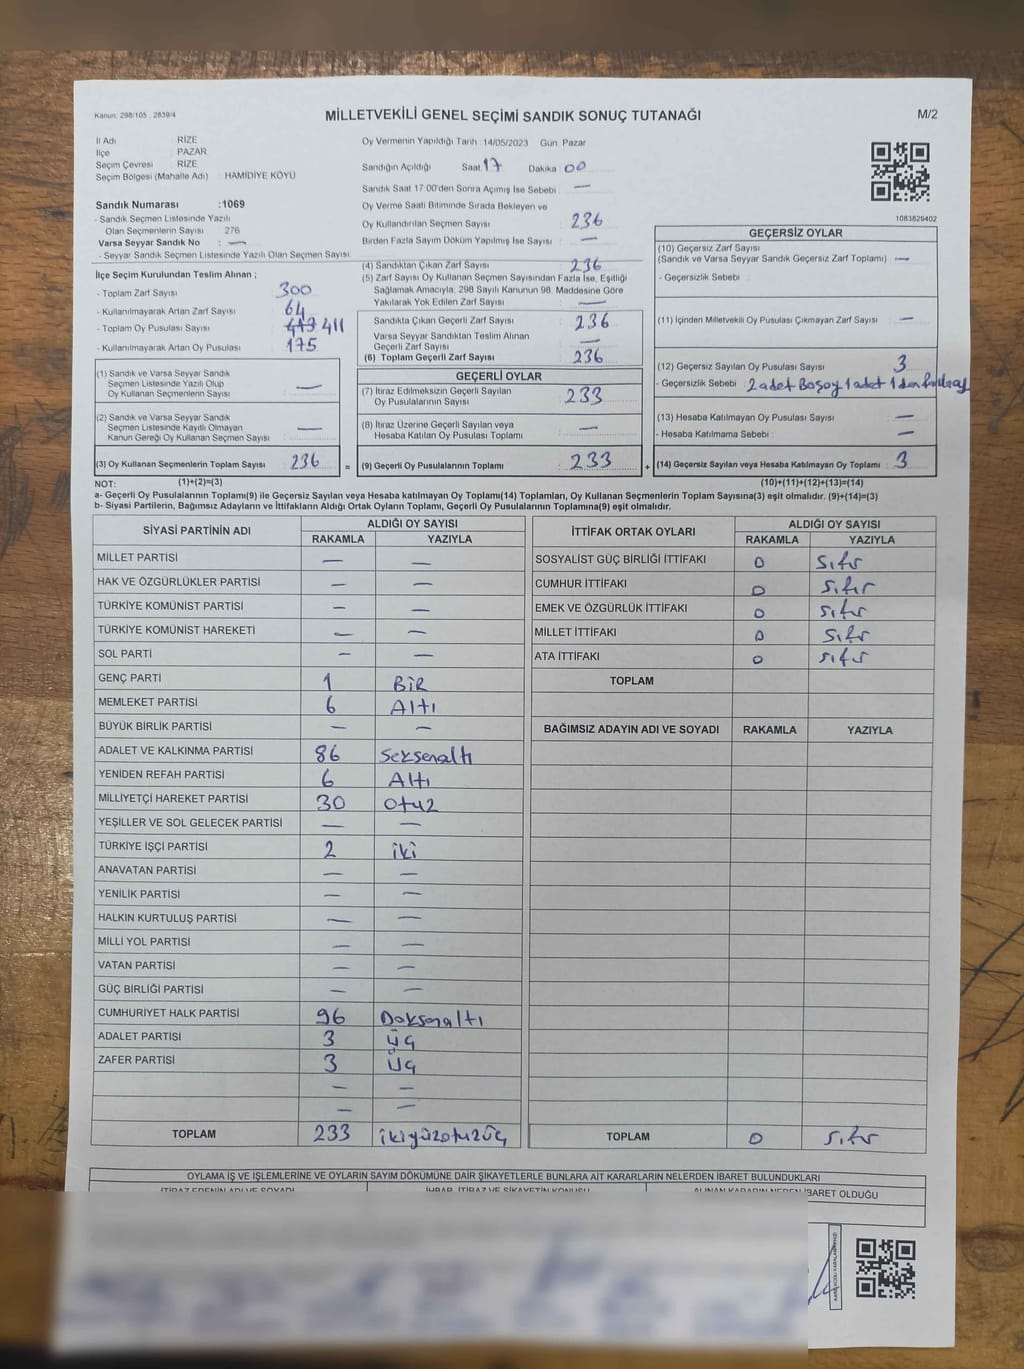 Kanun: 298/105 ; 2839/4
MİLLETVEKİLİ GENEL SEÇİMİ SANDIK SONUÇ TUTANAĞI
M/2
İl Adı RİZE
İlçe PAZAR
Seçim Çevresi RİZE
Seçim Bölgesi (Mahalle Adı) HAMİDİYE KÖYÜ
Sandık Numarası :1069
- Sandık Seçmen Listesinde Yazılı
Olan Seçmenlerin Sayısı 276
Varsa Seyyar Sandık No : —
- Seyyar Sandık Seçmen Listesinde Yazılı Olan Seçmen Sayısı
İlçe Seçim Kurulundan Teslim Alınan ;
- Toplam Zarf Sayısı 300
- Kullanılmayarak Artan Zarf Sayısı 64
- Toplam Oy Pusulası Sayısı 411
- Kullanılmayarak Artan Oy Pusulası 175
(1) Sandık ve Varsa Seyyar Sandık
Seçmen Listesinde Yazılı Olup
Oy Kullanan Seçmenlerin Sayısı —
(2) Sandık ve Varsa Seyyar Sandık
Seçmen Listesinde Kayıtlı Olmayan
Kanun Gereği Oy Kullanan Seçmen Sayısı —
(3) Oy Kullanan Seçmenlerin Toplam Sayısı 236 =
Oy Vermenin Yapıldığı Tarih : 14/05/2023 Gün Pazar
Sandığın Açıldığı Saat 17 Dakika 00
Sandık Saat 17:00'den Sonra Açılmış İse Sebebi : —
Oy Verme Saati Bitiminde Sırada Bekleyen ve
Oy Kullandırılan Seçmen Sayısı 236
Birden Fazla Sayım Döküm Yapılmış İse Sayısı —
(4) Sandıktan Çıkan Zarf Sayısı 236
(5) Zarf Sayısı Oy Kullanan Seçmen Sayısından Fazla İse, Eşitliği
Sağlamak Amacıyla, 298 Sayılı Kanunun 98. Maddesine Göre
Yakılarak Yok Edilen Zarf Sayısı —
Sandıkta Çıkan Geçerli Zarf Sayısı 236
Varsa Seyyar Sandıktan Teslim Alınan
Geçerli Zarf Sayısı —
(6) Toplam Geçerli Zarf Sayısı 236
GEÇERLİ OYLAR
(7) İtiraz Edilmeksizin Geçerli Sayılan
Oy Pusulalarının Sayısı 233
(8) İtiraz Üzerine Geçerli Sayılan veya
Hesaba Katılan Oy Pusulası Toplamı —
(9) Geçerli Oy Pusulalarının Toplamı 233 +
1083829402
GEÇERSİZ OYLAR
(10) Geçersiz Zarf Sayısı
(Sandık ve Varsa Seyyar Sandık Geçersiz Zarf Toplamı) —
- Geçersizlik Sebebi
(11) İçinden Milletvekili Oy Pusulası Çıkmayan Zarf Sayısı —
(12) Geçersiz Sayılan Oy Pusulası Sayısı 3
- Geçersizlik Sebebi 2 adet Boşoy 1 adet 1 den fazlaoy
(13) Hesaba Katılmayan Oy Pusulası Sayısı —
- Hesaba Katılmama Sebebi —
(14) Geçersiz Sayılan veya Hesaba Katılmayan Oy Toplamı 3
NOT: (1)+(2)=(3) (10)+(11)+(12)+(13)=(14)
a- Geçerli Oy Pusulalarının Toplamı(9) ile Geçersiz Sayılan veya Hesaba katılmayan Oy Toplamı(14) Toplamları, Oy Kullanan Seçmenlerin Toplam Sayısına(3) eşit olmalıdır. (9)+(14)=(3)
b- Siyasi Partilerin, Bağımsız Adayların ve İttifakların Aldığı Ortak Oyların Toplamı, Geçerli Oy Pusulalarının Toplamına(9) eşit olmalıdır.
SİYASİ PARTİNİN ADI ALDIĞI OY SAYISI
RAKAMLA YAZIYLA
MİLLET PARTİSİ — —
HAK VE ÖZGÜRLÜKLER PARTİSİ — —
TÜRKİYE KOMÜNİST PARTİSİ — —
TÜRKİYE KOMÜNİST HAREKETİ — —
SOL PARTİ — —
GENÇ PARTİ 1 BİR
MEMLEKET PARTİSİ 6 Altı
BÜYÜK BİRLİK PARTİSİ — —
ADALET VE KALKINMA PARTİSİ 86 Seksenaltı
YENİDEN REFAH PARTİSİ 6 Altı
MİLLİYETÇİ HAREKET PARTİSİ 30 Otuz
YEŞİLLER VE SOL GELECEK PARTİSİ — —
TÜRKİYE İŞÇİ PARTİSİ 2 iki
ANAVATAN PARTİSİ — —
YENİLİK PARTİSİ — —
HALKIN KURTULUŞ PARTİSİ — —
MİLLİ YOL PARTİSİ — —
VATAN PARTİSİ — —
GÜÇ BİRLİĞİ PARTİSİ — —
CUMHURİYET HALK PARTİSİ 96 Doksanaltı
ADALET PARTİSİ 3 üç
ZAFER PARTİSİ 3 üç
— —
— —
TOPLAM 233 ikiyüzotuzüç
İTTİFAK ORTAK OYLARI ALDIĞI OY SAYISI
RAKAMLA YAZIYLA
SOSYALİST GÜÇ BİRLİĞİ İTTİFAKI 0 Sıfır
CUMHUR İTTİFAKI 0 Sıfır
EMEK VE ÖZGÜRLÜK İTTİFAKI 0 Sıfır
MİLLET İTTİFAKI 0 Sıfır
ATA İTTİFAKI 0 Sıfır
TOPLAM
BAĞIMSIZ ADAYIN ADI VE SOYADI RAKAMLA YAZIYLA
TOPLAM 0 Sıfır
OYLAMA İŞ VE İŞLEMLERİNE VE OYLARIN SAYIM DÖKÜMÜNE DAİR ŞİKAYETLERLE BUNLARA AİT KARARLARIN NELERDEN İBARET BULUNDUKLARI
İTİRAZ EDENİN ADI VE SOYADI İHBAR, İTİRAZ VE ŞİKAYETİN KONUSU ALINAN KARARIN NEDEN İBARET OLDUĞU